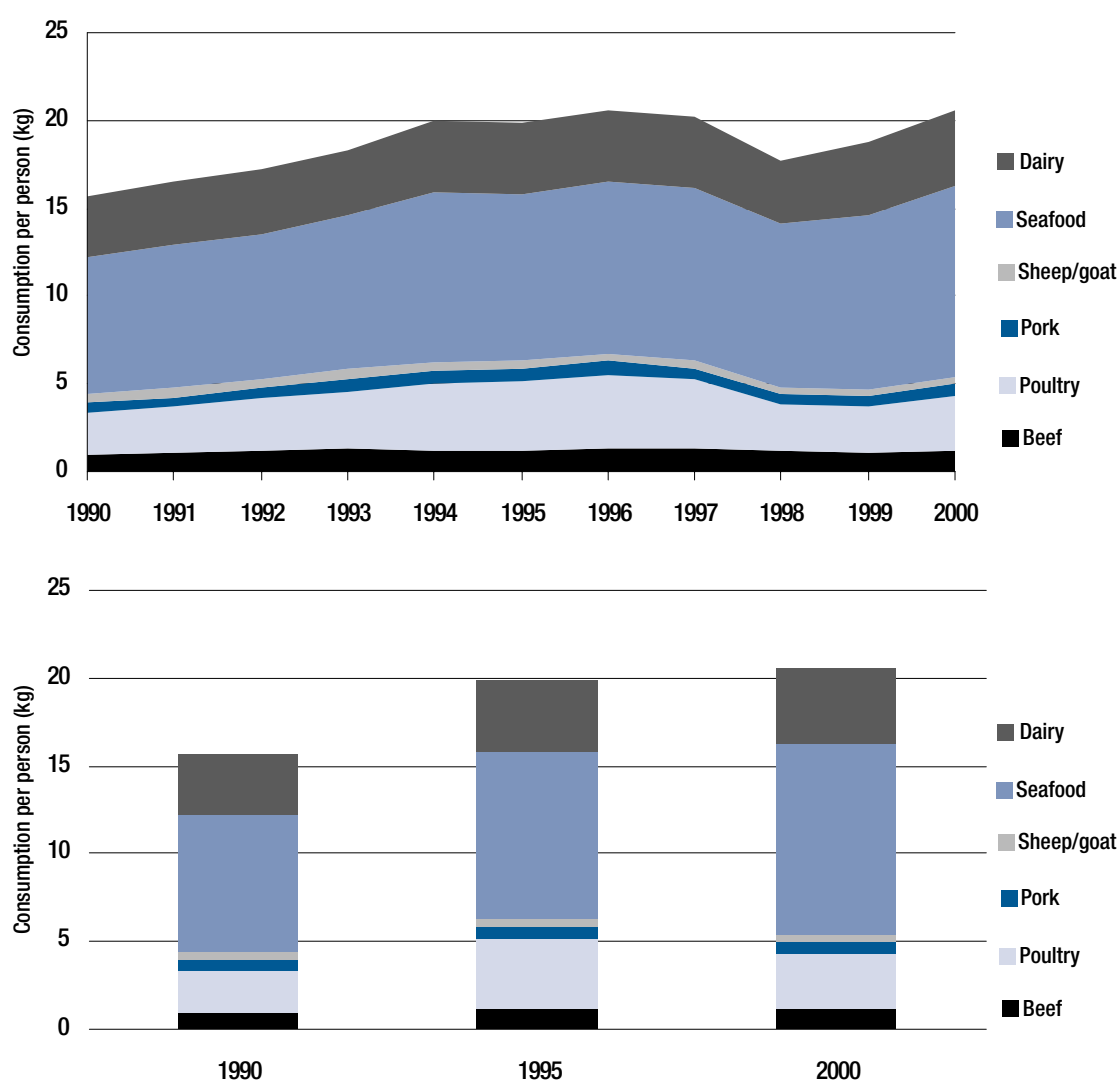 25
20
15
10
5
0
Consumption per person (kg)
Dairy
Seafood
Sheep/goat
Pork
Poultry
Beef
1990 1991 1992 1993 1994 1995 1996 1997 1998 1999 2000
25
20
15
10
5
0
Consumption per person (kg)
Dairy
Seafood
Sheep/goat
Pork
Poultry
Beef
1990 1995 2000